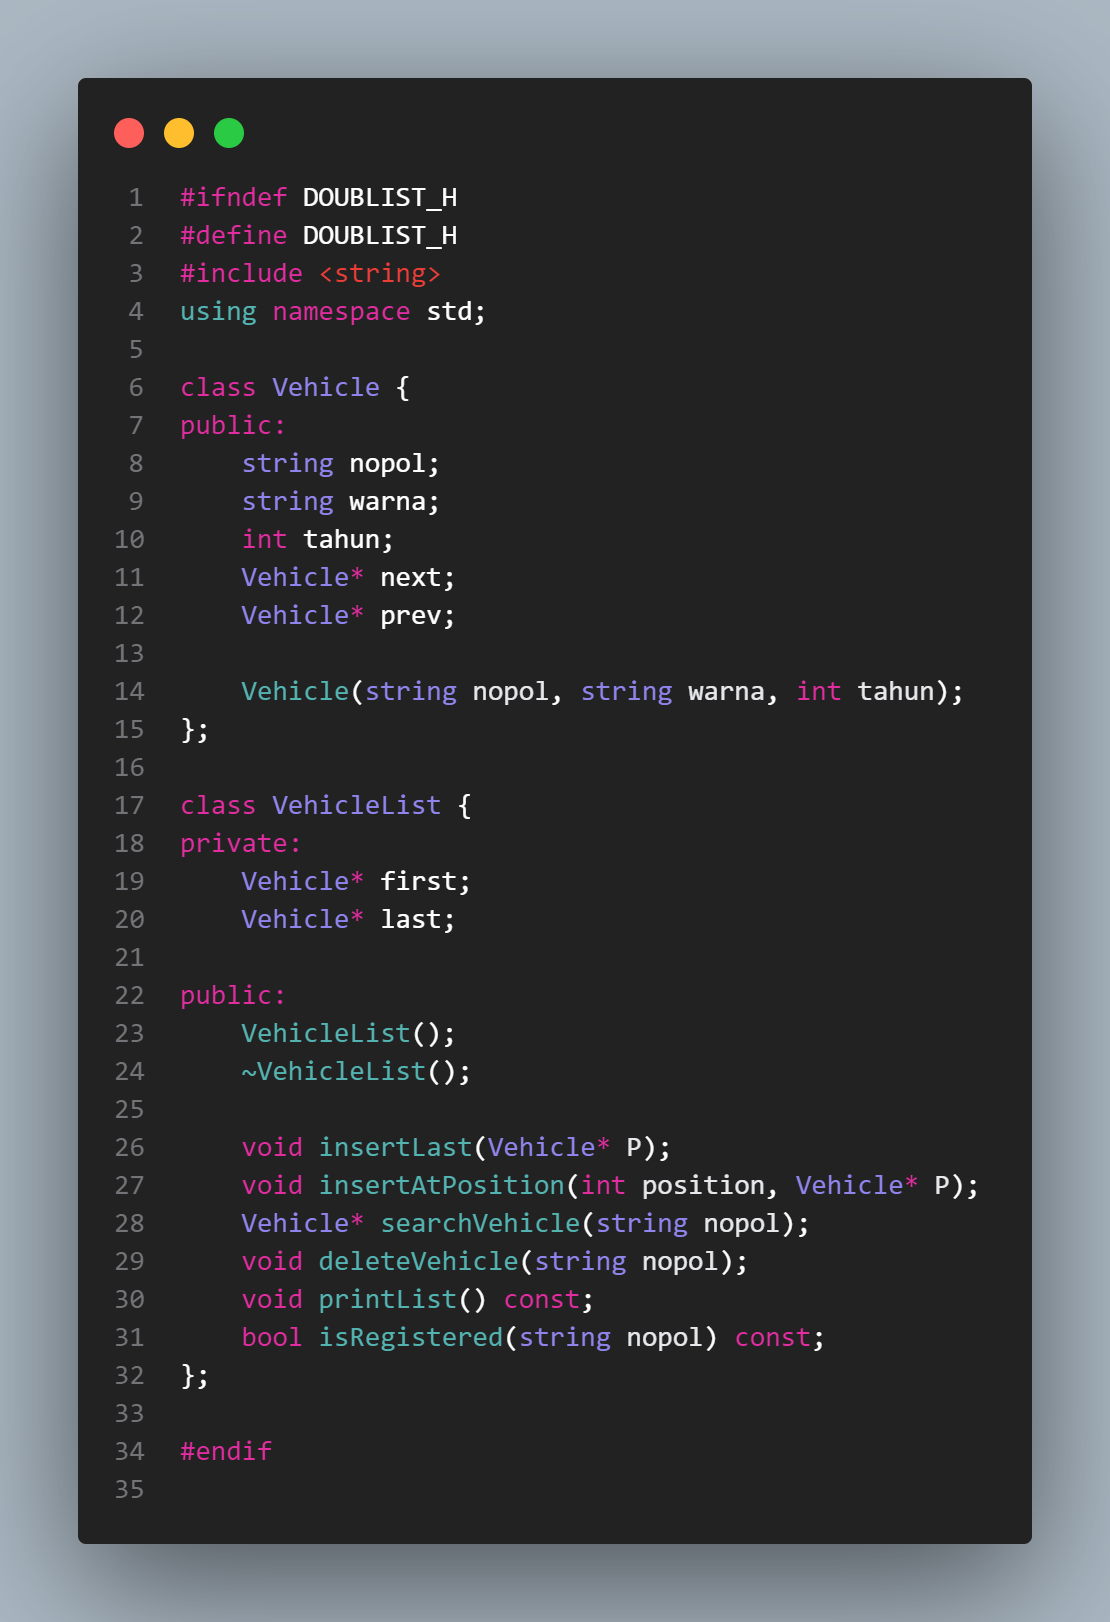 1 #ifndef DOUBLIST_H
2 #define DOUBLIST_H
3 #include <string>
4 using namespace std;
5
6 class Vehicle {
7 public:
8     string nopol;
9     string warna;
10     int tahun;
11     Vehicle* next;
12     Vehicle* prev;
13
14     Vehicle(string nopol, string warna, int tahun);
15 };
16
17 class VehicleList {
18 private:
19     Vehicle* first;
20     Vehicle* last;
21
22 public:
23     VehicleList();
24     ~VehicleList();
25
26     void insertLast(Vehicle* P);
27     void insertAtPosition(int position, Vehicle* P);
28     Vehicle* searchVehicle(string nopol);
29     void deleteVehicle(string nopol);
30     void printList() const;
31     bool isRegistered(string nopol) const;
32 };
33
34 #endif
35